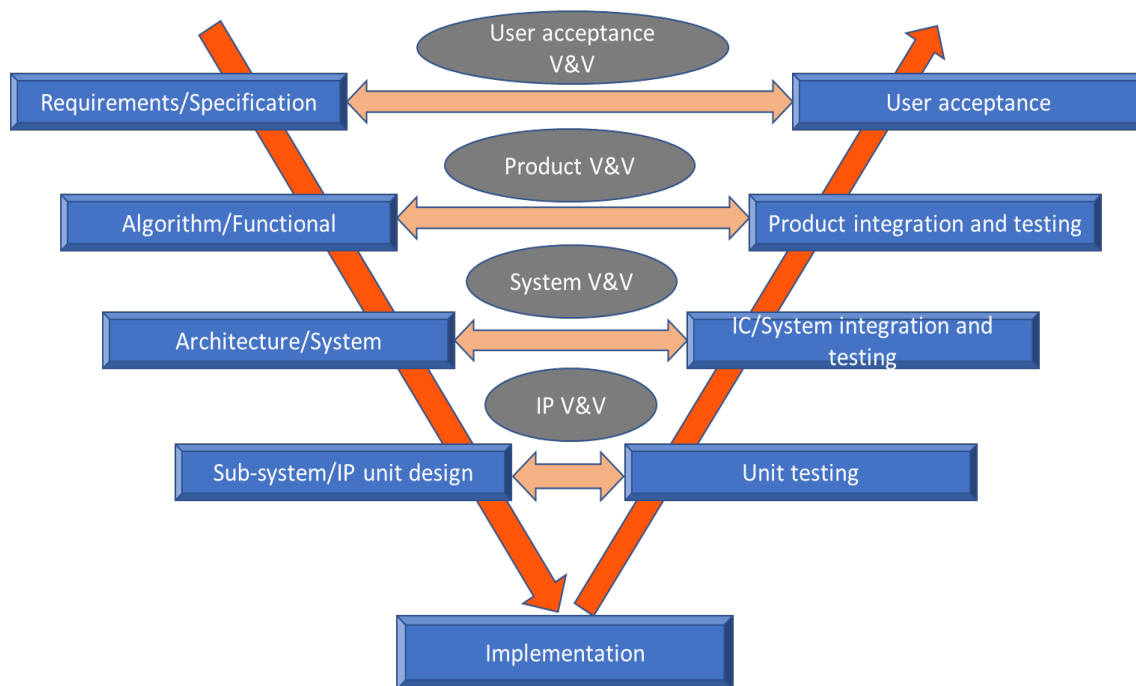 User acceptance
V&V
Requirements/Specification
User acceptance
Product V&V
Algorithm/Functional
Product integration and testing
System V&V
Architecture/System
IC/System integration and
testing
IP V&V
Sub-system/IP unit design
Unit testing
Implementation